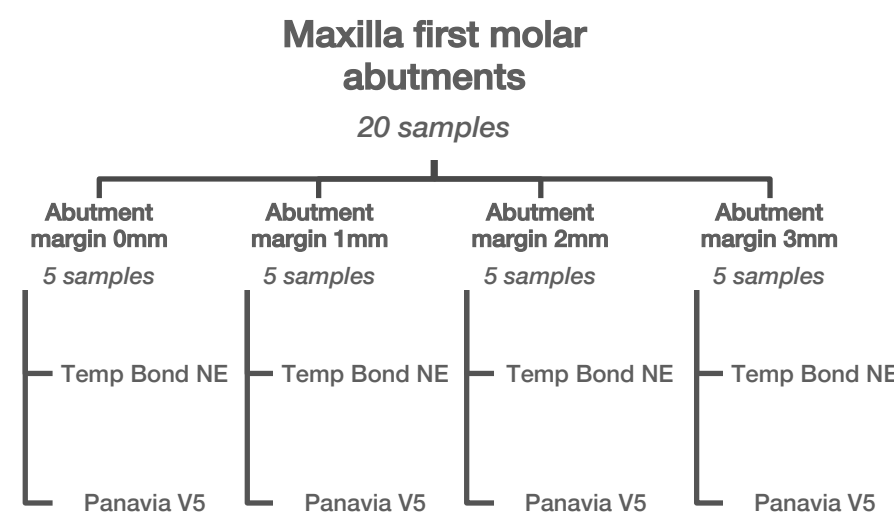 Maxilla first molar
abutments
20 samples
Abutment
margin 0mm
5 samples
Temp Bond NE
Panavia V5
Abutment
margin 1mm
5 samples
Temp Bond NE
Panavia V5
Abutment
margin 2mm
5 samples
Temp Bond NE
Panavia V5
Abutment
margin 3mm
5 samples
Temp Bond NE
Panavia V5